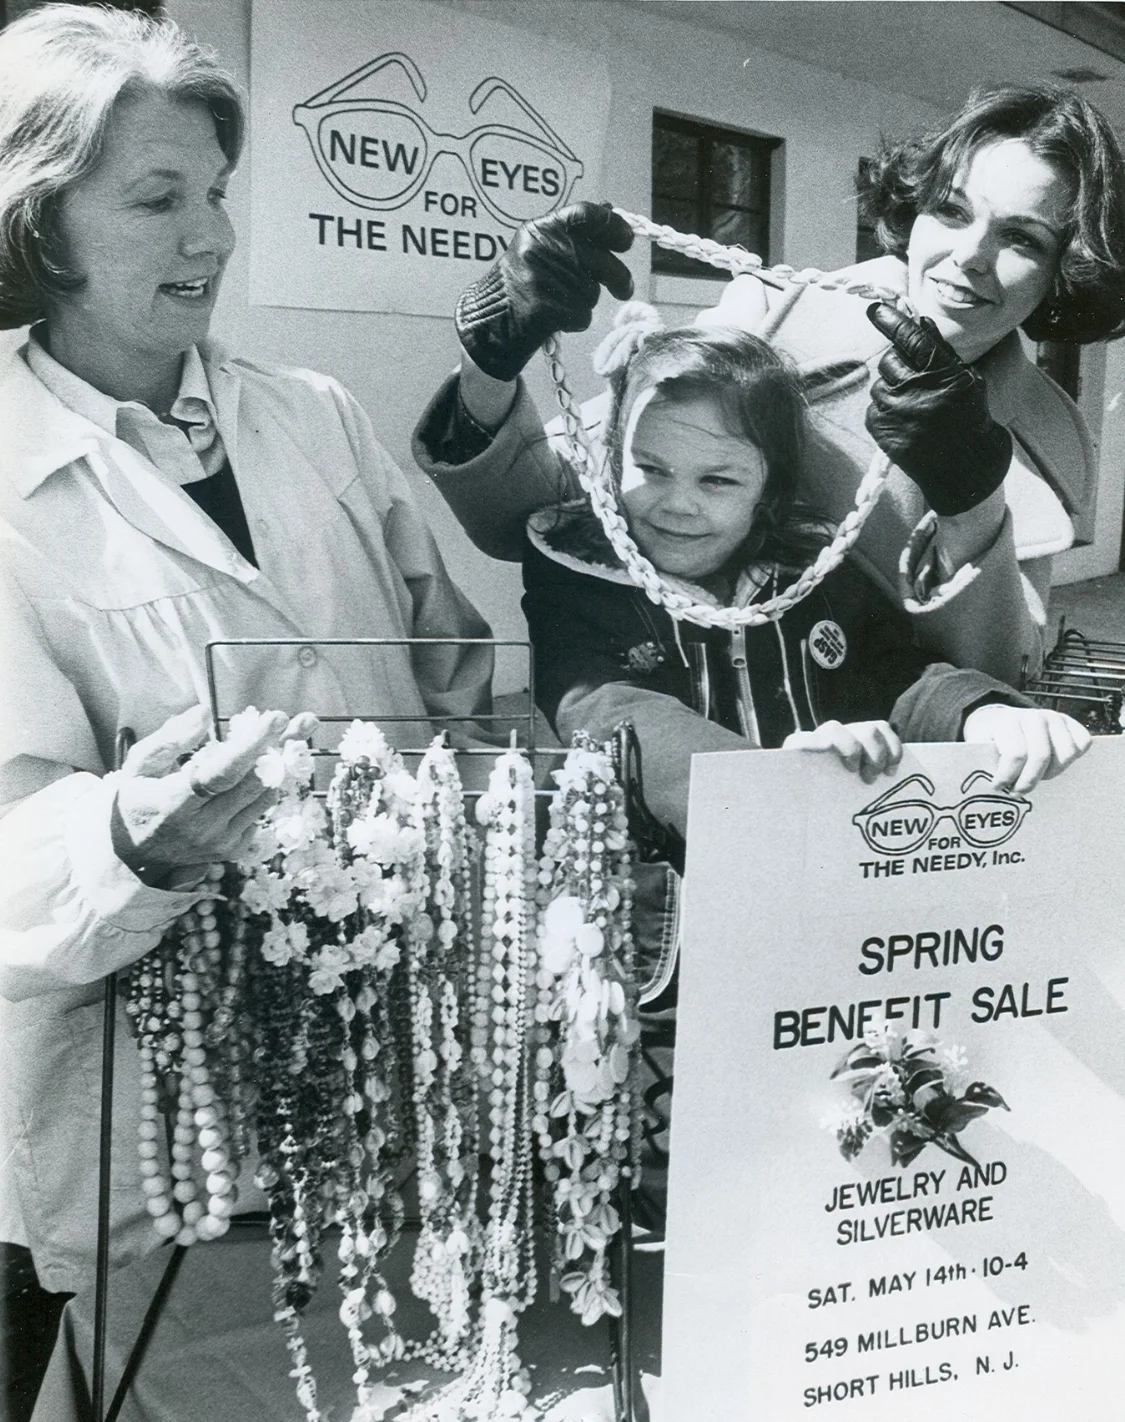 NEW EYES
FOR
THE NEEDY
GASP
NEW EYES
FOR
THE NEEDY, Inc.
SPRING
BENEFIT SALE
JEWELRY AND
SILVERWARE
SAT. MAY 14th · 10-4
549 MILLBURN AVE.
SHORT HILLS, N. J.